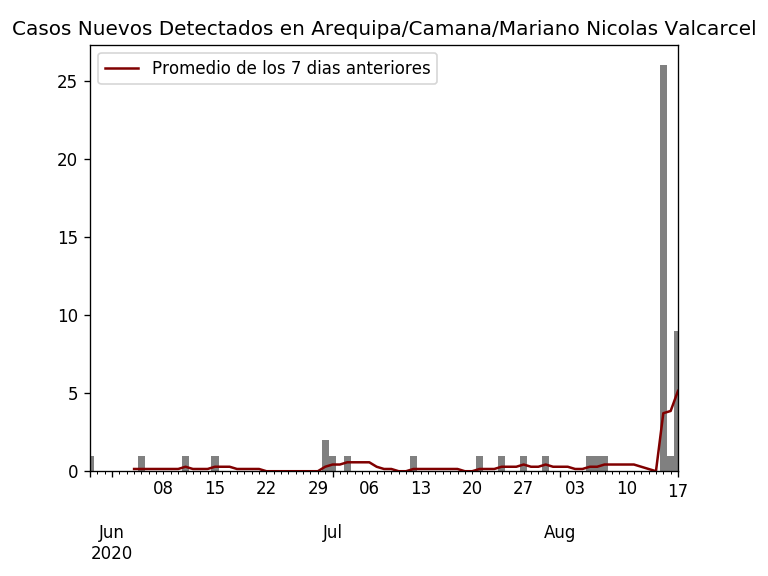 Casos Nuevos Detectados en Arequipa/Camana/Mariano Nicolas Valcarcel
Promedio de los 7 dias anteriores
25
20
15
10
5
0
08 15 22 29 06 13 20 27 03 10 17
Jun Jul Aug
2020